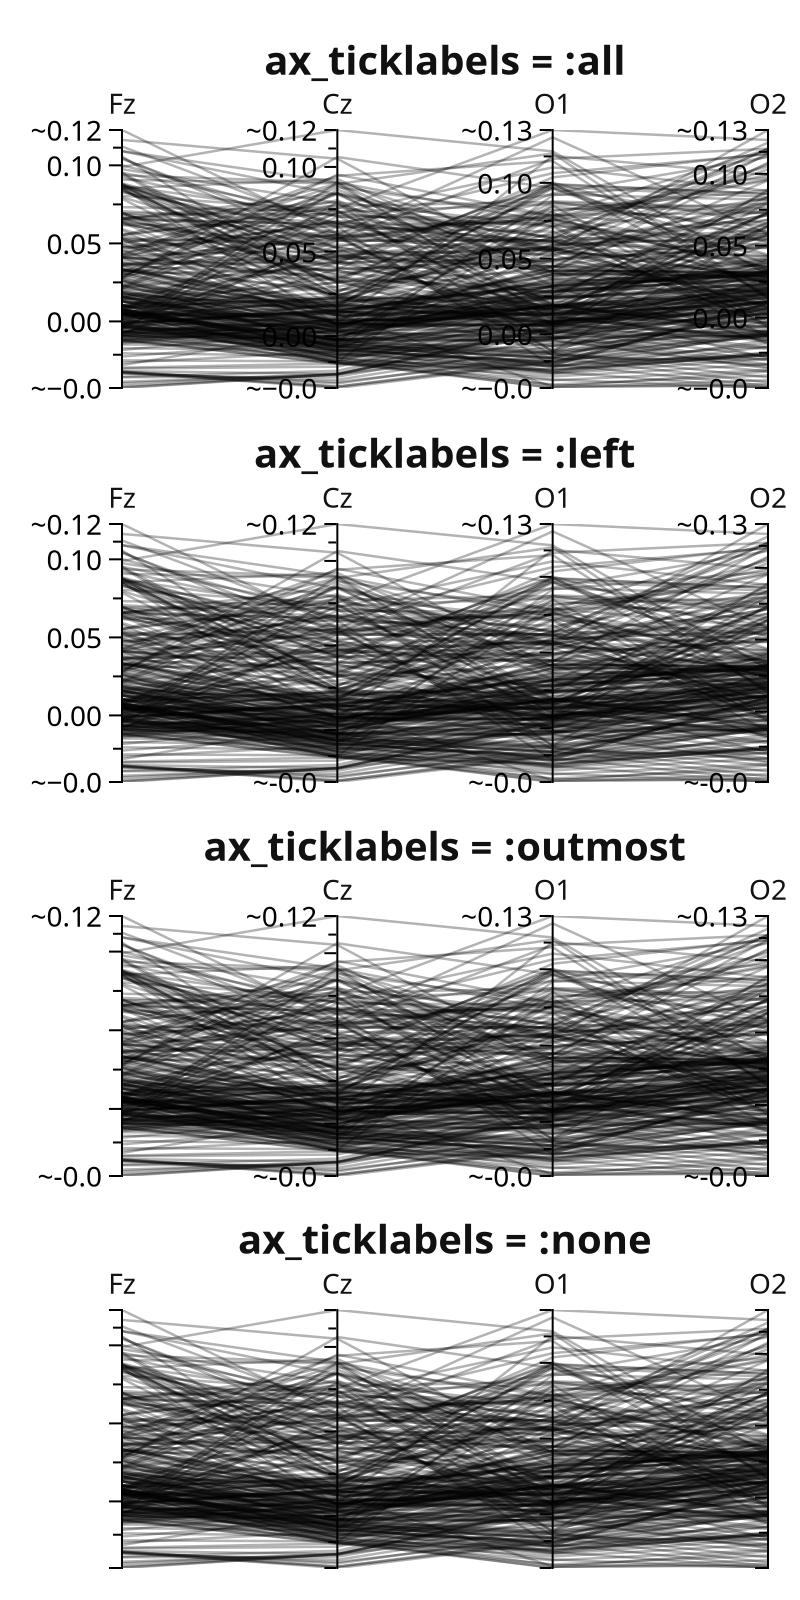 ax_ticklabels = :all
Fz Cz O1 O2
~0.12 ~0.12 ~0.13 ~0.13
0.10 0.10 0.10 0.10
0.05 0.05 0.05 0.05
0.00 0.00 0.00 0.00
~−0.0 ~−0.0 ~−0.0 ~−0.0
ax_ticklabels = :left
Fz Cz O1 O2
~0.12 ~0.12 ~0.13 ~0.13
0.10
0.05
0.00
~−0.0 ~-0.0 ~-0.0 ~-0.0
ax_ticklabels = :outmost
Fz Cz O1 O2
~0.12 ~0.12 ~0.13 ~0.13
~-0.0 ~-0.0 ~-0.0 ~-0.0
ax_ticklabels = :none
Fz Cz O1 O2